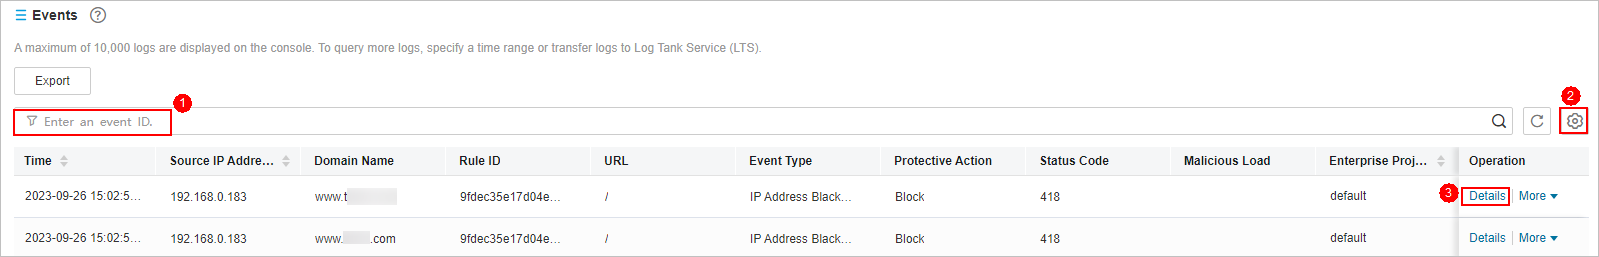 Events ?
A maximum of 10,000 logs are displayed on the console. To query more logs, specify a time range or transfer logs to Log Tank Service (LTS).
Export
1
2
Enter an event ID.
Time Source IP Addre... Domain Name Rule ID URL Event Type Protective Action Status Code Malicious Load Enterprise Proj... Operation
2023-09-26 15:02:5... 192.168.0.183 www.t 9fdec35e17d04e... / IP Address Black... Block 418 default 3 Details More
2023-09-26 15:02:5... 192.168.0.183 www. .com 9fdec35e17d04e... / IP Address Black... Block 418 default Details More